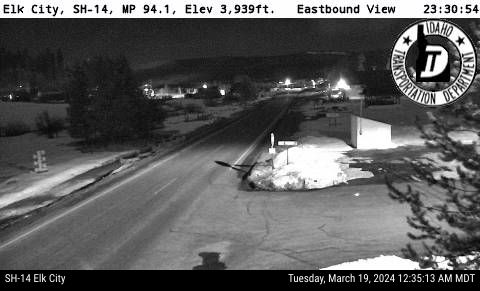 Elk City, SH-14, MP 94.1, Elev 3,939ft. Eastbound View 23:30:54
IDAHO
TRANSPORTATION DEPARTMENT
SH-14 Elk City Tuesday, March 19, 2024 12:35:13 AM MDT